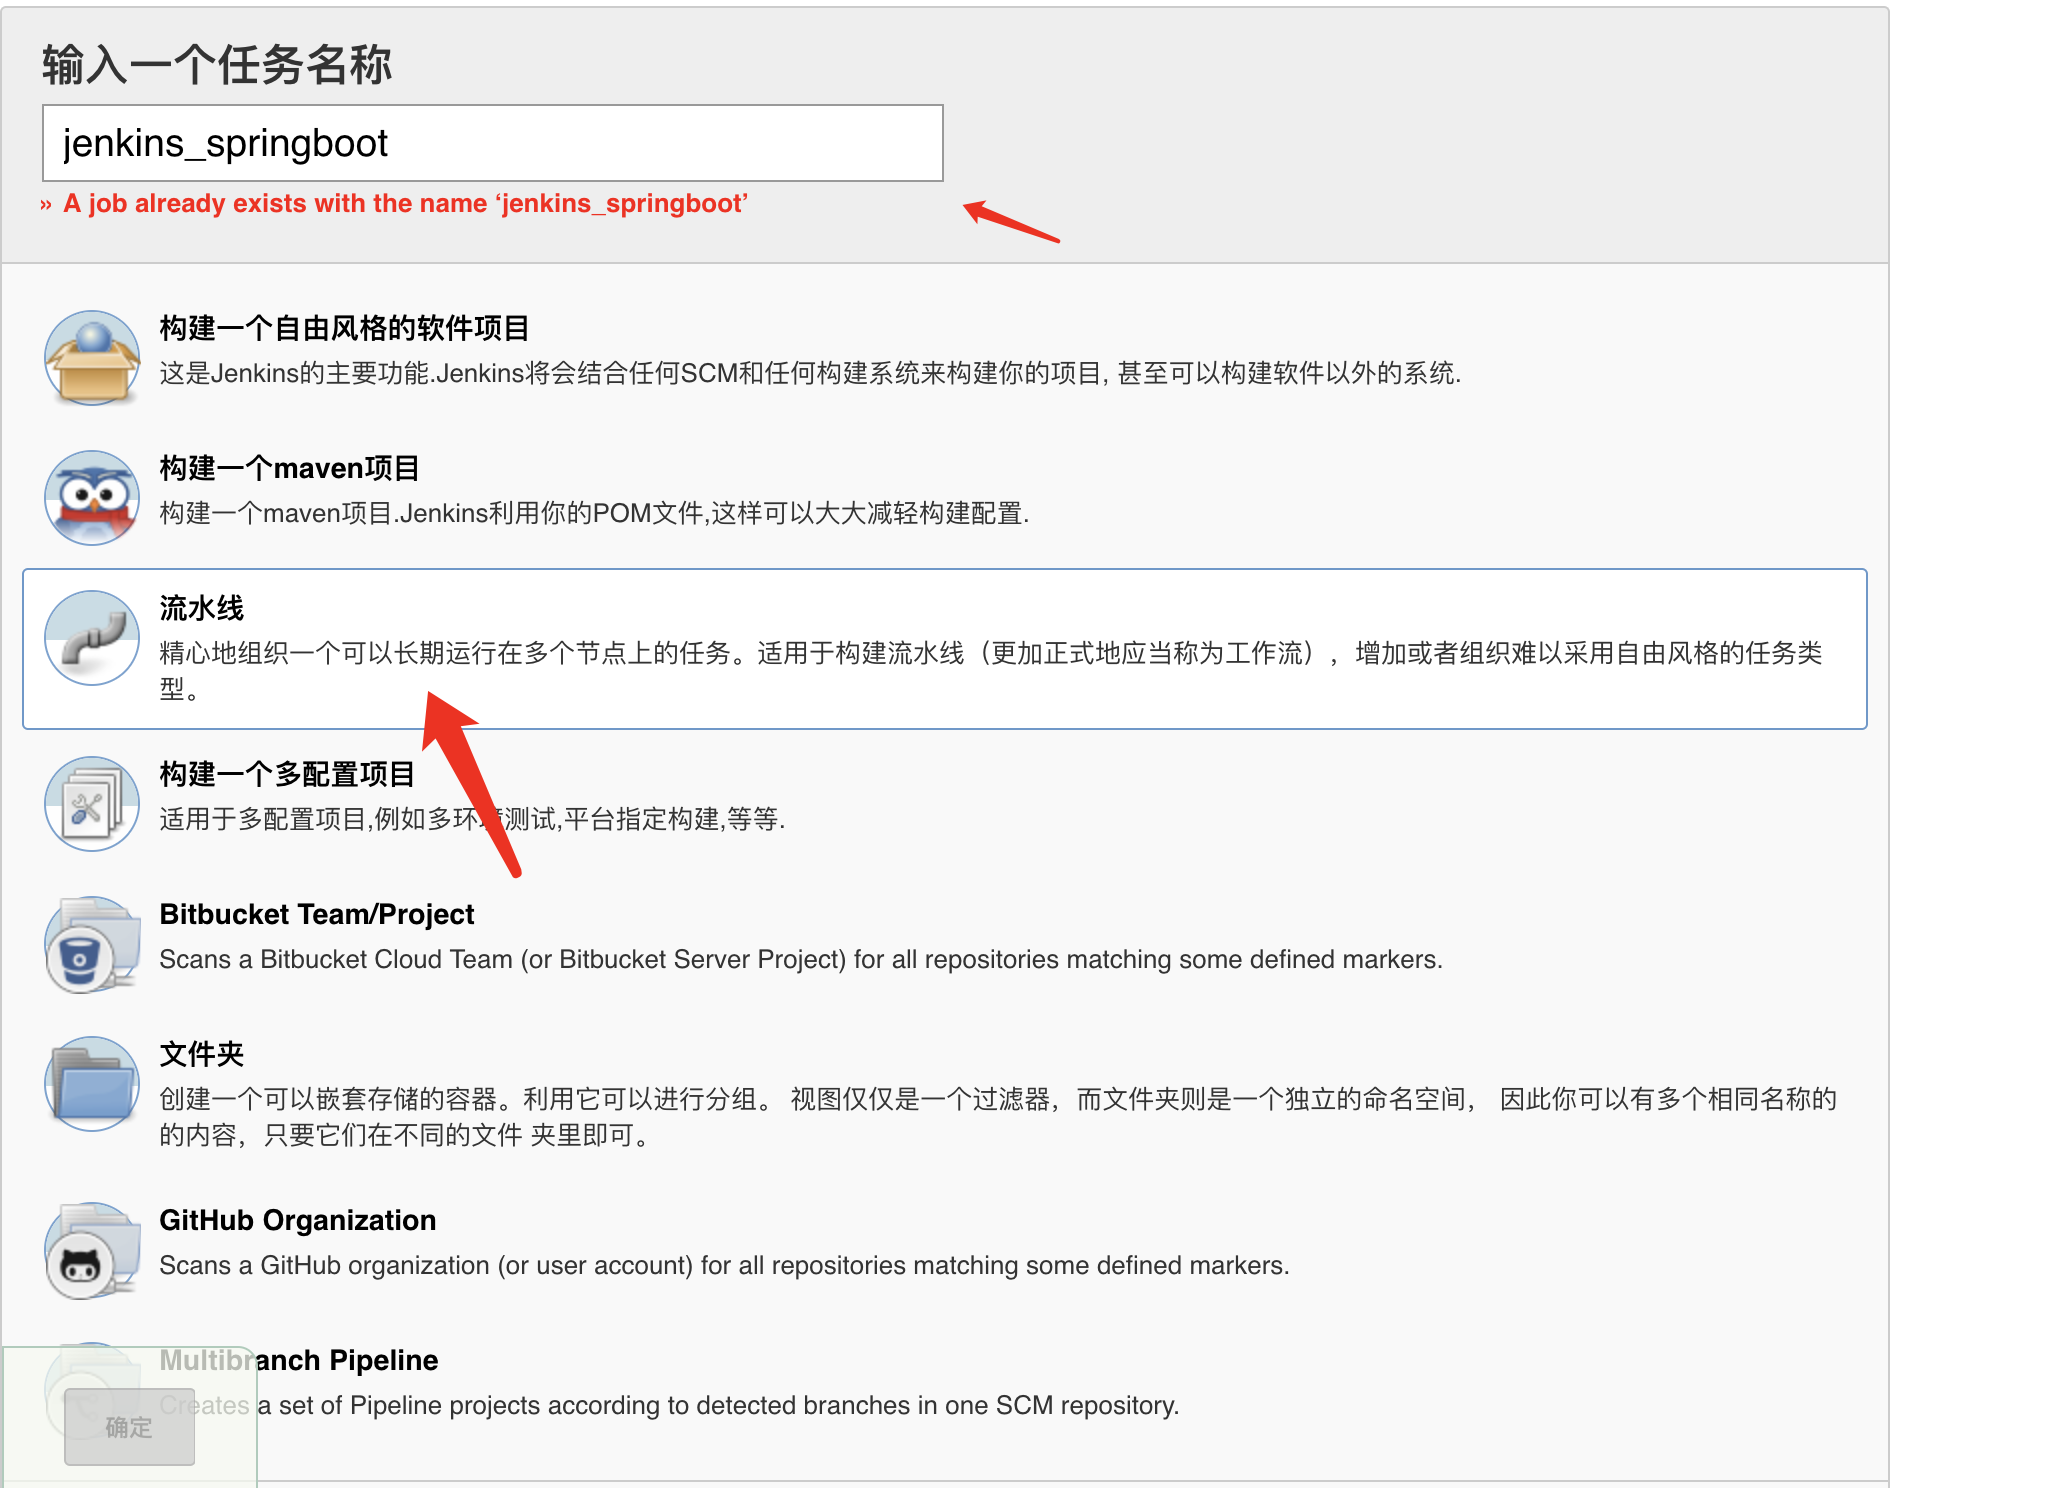 输入一个任务名称
jenkins_springboot
» A job already exists with the name ‘jenkins_springboot’
构建一个自由风格的软件项目
这是Jenkins的主要功能.Jenkins将会结合任何SCM和任何构建系统来构建你的项目, 甚至可以构建软件以外的系统.
构建一个maven项目
构建一个maven项目.Jenkins利用你的POM文件,这样可以大大减轻构建配置.
流水线
精心地组织一个可以长期运行在多个节点上的任务。适用于构建流水线（更加正式地应当称为工作流），增加或者组织难以采用自由风格的任务类
型。
构建一个多配置项目
适用于多配置项目,例如多环境测试,平台指定构建,等等.
Bitbucket Team/Project
Scans a Bitbucket Cloud Team (or Bitbucket Server Project) for all repositories matching some defined markers.
文件夹
创建一个可以嵌套存储的容器。利用它可以进行分组。 视图仅仅是一个过滤器，而文件夹则是一个独立的命名空间， 因此你可以有多个相同名称的
的内容，只要它们在不同的文件 夹里即可。
GitHub Organization
Scans a GitHub organization (or user account) for all repositories matching some defined markers.
Multibranch Pipeline
Creates a set of Pipeline projects according to detected branches in one SCM repository.
确定